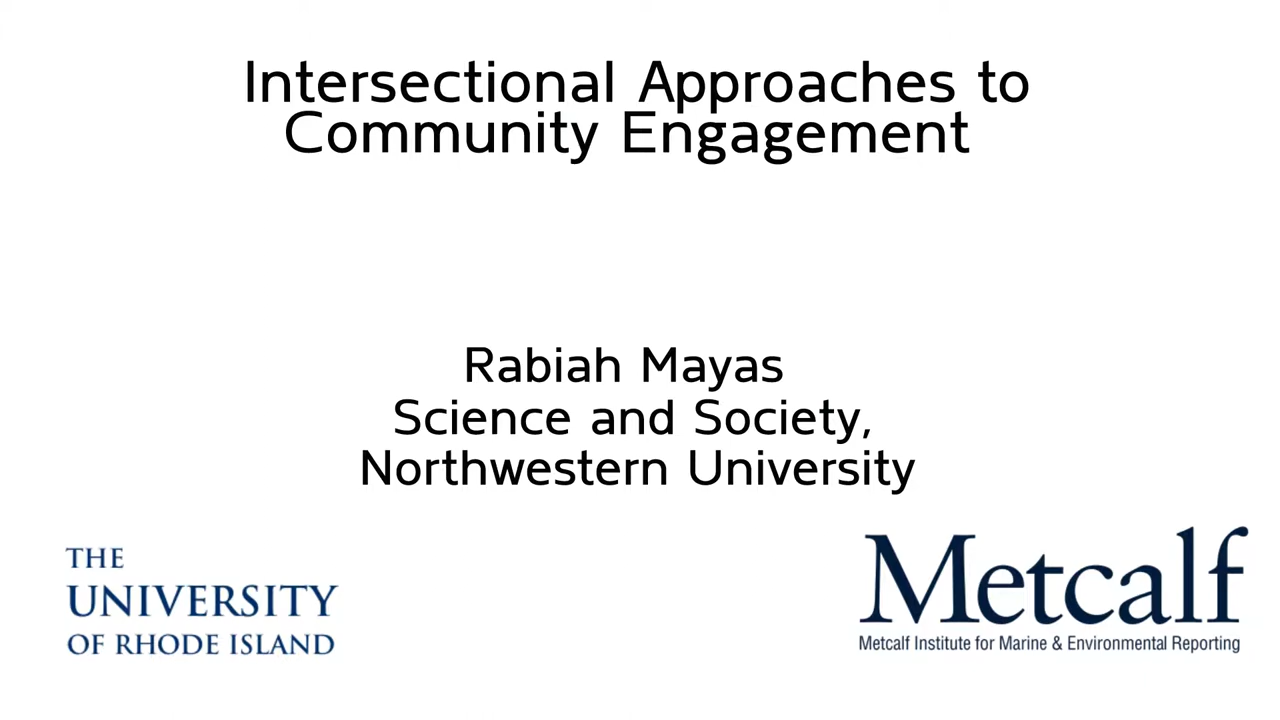 Intersectional Approaches to
Community Engagement
Rabiah Mayas
Science and Society,
Northwestern University
THE
UNIVERSITY
OF RHODE ISLAND
Metcalf
Metcalf Institute for Marine & Environmental Reporting